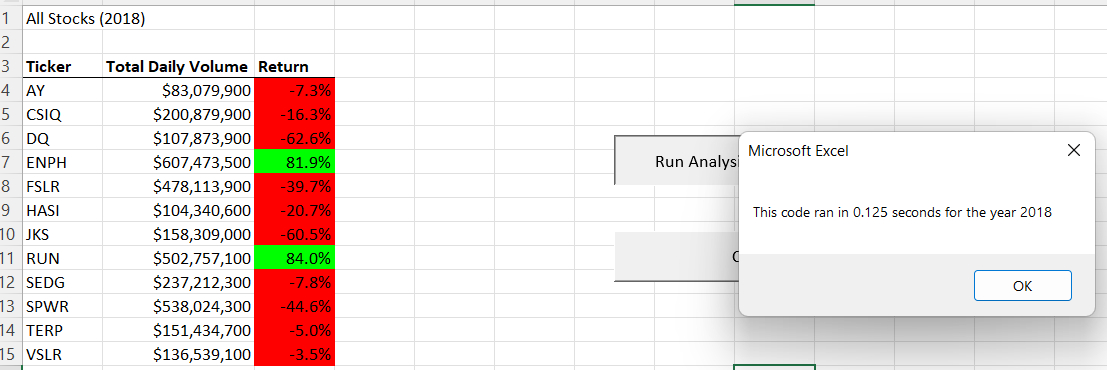 1 All Stocks (2018)
2
3 Ticker Total Daily Volume Return
4 AY $83,079,900 -7.3%
5 CSIQ $200,879,900 -16.3%
6 DQ $107,873,900 -62.6%
7 ENPH $607,473,500 81.9%
8 FSLR $478,113,900 -39.7%
9 HASI $104,340,600 -20.7%
10 JKS $158,309,000 -60.5%
11 RUN $502,757,100 84.0%
12 SEDG $237,212,300 -7.8%
13 SPWR $538,024,300 -44.6%
14 TERP $151,434,700 -5.0%
15 VSLR $136,539,100 -3.5%
Run Analysi
Microsoft Excel
This code ran in 0.125 seconds for the year 2018
OK